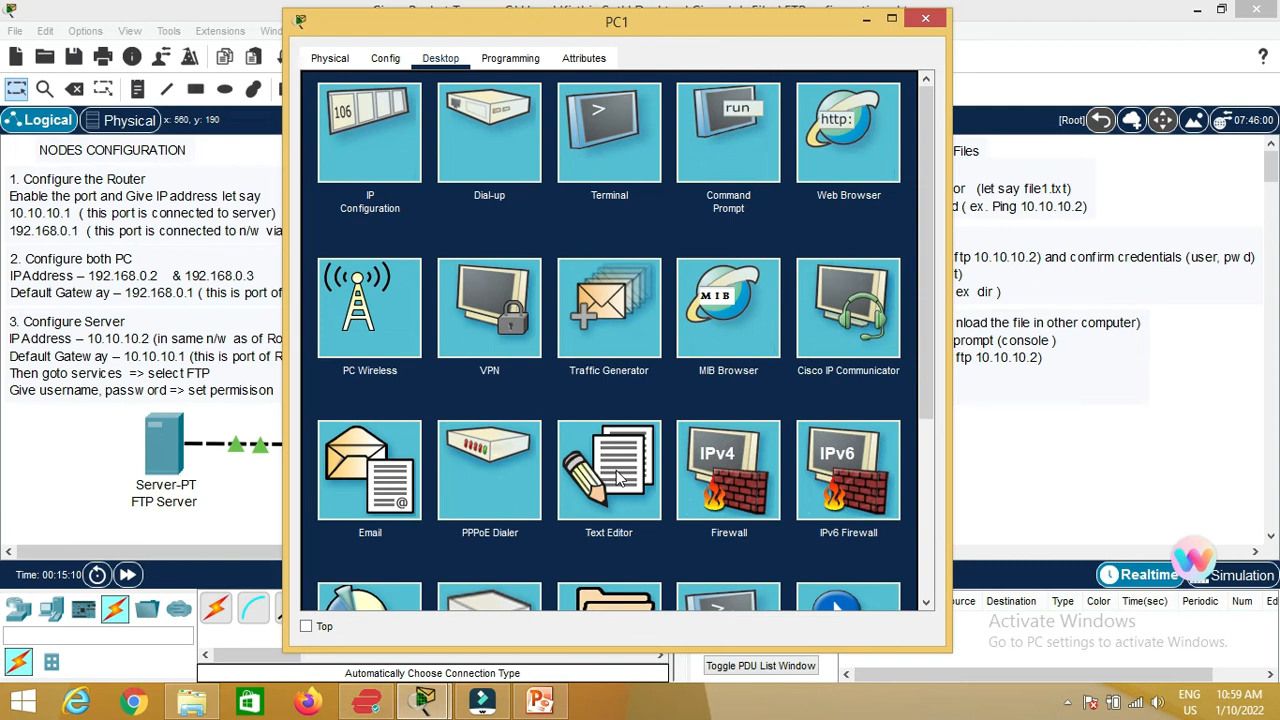 PC1
File
Edit
Options
View
Tools
Extensions
Physical
Config
Desktop
Programming
Attributes
Logical
Physical
x: 560, y: 190
[Root]
07:46:00
NODES CONFIGURATION
1. Configure the Router
Enable the port and Give IP address let say
10.10.10.1 ( this port is connected to server)
192.168.0.1 ( this port is connected to n/w via
2. Configure both PC
IP Address – 192.168.0.2 & 192.168.0.3
Default Gatew ay – 192.168.0.1 ( this is port of
3. Configure Server
IP Address – 10.10.10.2 (in same n/w as of Ro
Default Gatew ay – 10.10.10.1 (this is port of R
Then goto services => select FTP
Give username, passw ord => set permisison
Server-PT
FTP Server
106
>
run
http:
IP
Configuration
Dial-up
Terminal
Command
Prompt
Web Browser
MIB
PC Wireless
VPN
Traffic Generator
MIB Browser
Cisco IP Communicator
@
IPv4
IPv6
Email
PPPoE Dialer
Text Editor
Firewall
IPv6 Firewall
>
Top
Files
or (let say file1.txt)
d ( ex . Ping 10.10.10.2)
ftp 10.10.10.2) and confirm credentials (user, pw d)
t)
ex dir )
nload the file in other computer)
prompt (console )
ftp 10.10.10.2)
Time: 00:15:10
Realtime
Simulation
ource
Destination
Type
Color
Time(sec)
Periodic
Num
Ed
Activate Windows
Go to PC settings to activate Windows.
Automatically Choose Connection Type
Toggle PDU List Window
ENG
US
10:59 AM
1/10/2022